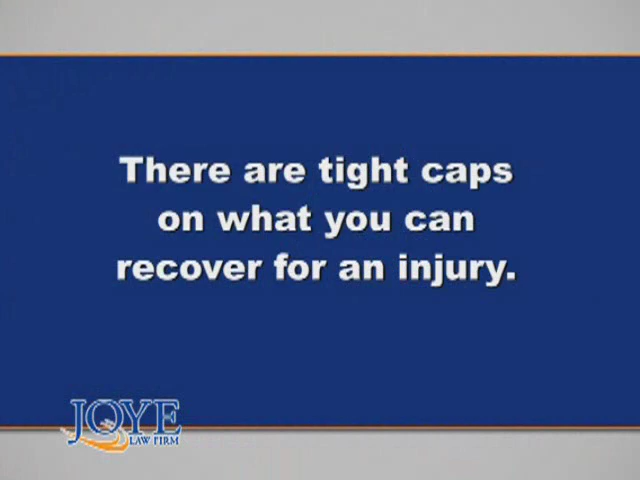 There are tight caps
on what you can
recover for an injury.
JOYE
LAW FIRM